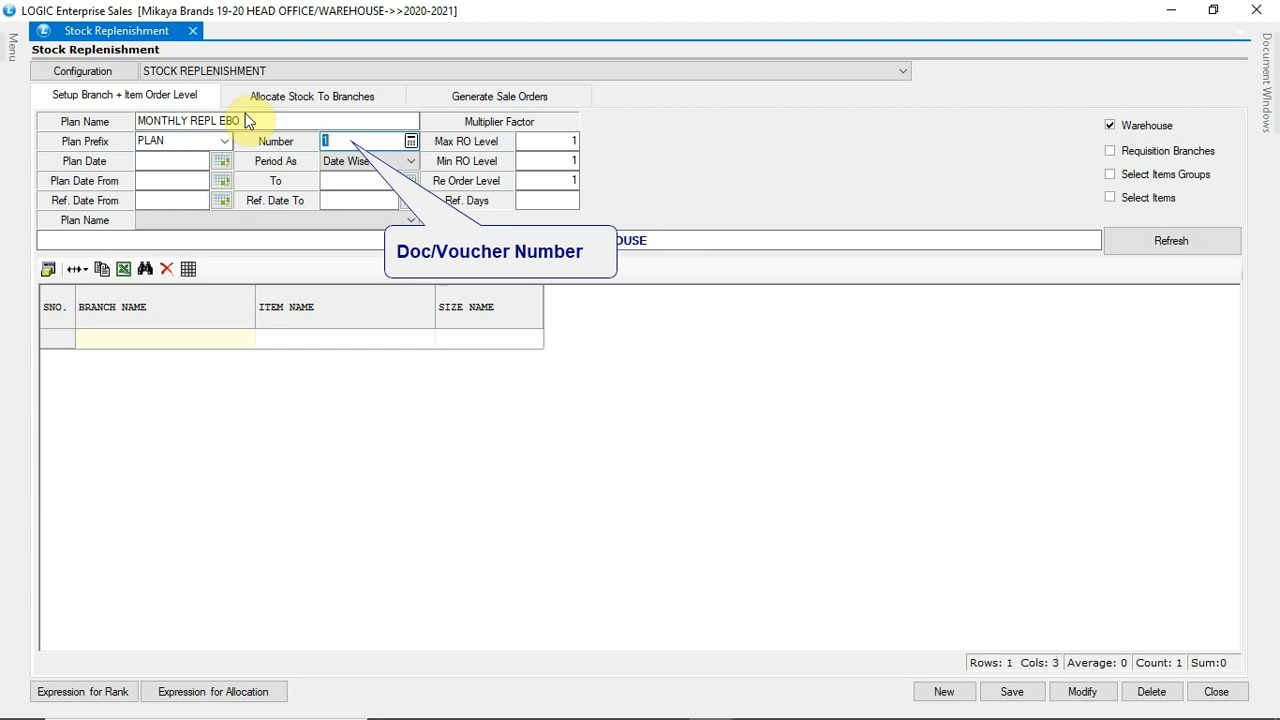 LOGIC Enterprise Sales [Mikaya Brands 19-20 HEAD OFFICE/WAREHOUSE->>2020-2021]
Menu
Stock Replenishment
Document Windows
Stock Replenishment
Configuration STOCK REPLENISHMENT
Setup Branch + Item Order Level Allocate Stock To Branches Generate Sale Orders
Plan Name MONTHLY REPL EBO Multiplier Factor Warehouse
Plan Prefix PLAN Number 1 Max RO Level 1
Requisition Branches
Plan Date Period As Date Wise Min RO Level 1
Select Items Groups
Plan Date From To Re Order Level 1
Select Items
Ref. Date From Ref. Date To Ref. Days
Plan Name
OUSE Refresh
Doc/Voucher Number
SNO. BRANCH NAME ITEM NAME SIZE NAME
Rows: 1 Cols: 3 Average: 0 Count: 1 Sum:0
Expression for Rank Expression for Allocation New Save Modify Delete Close